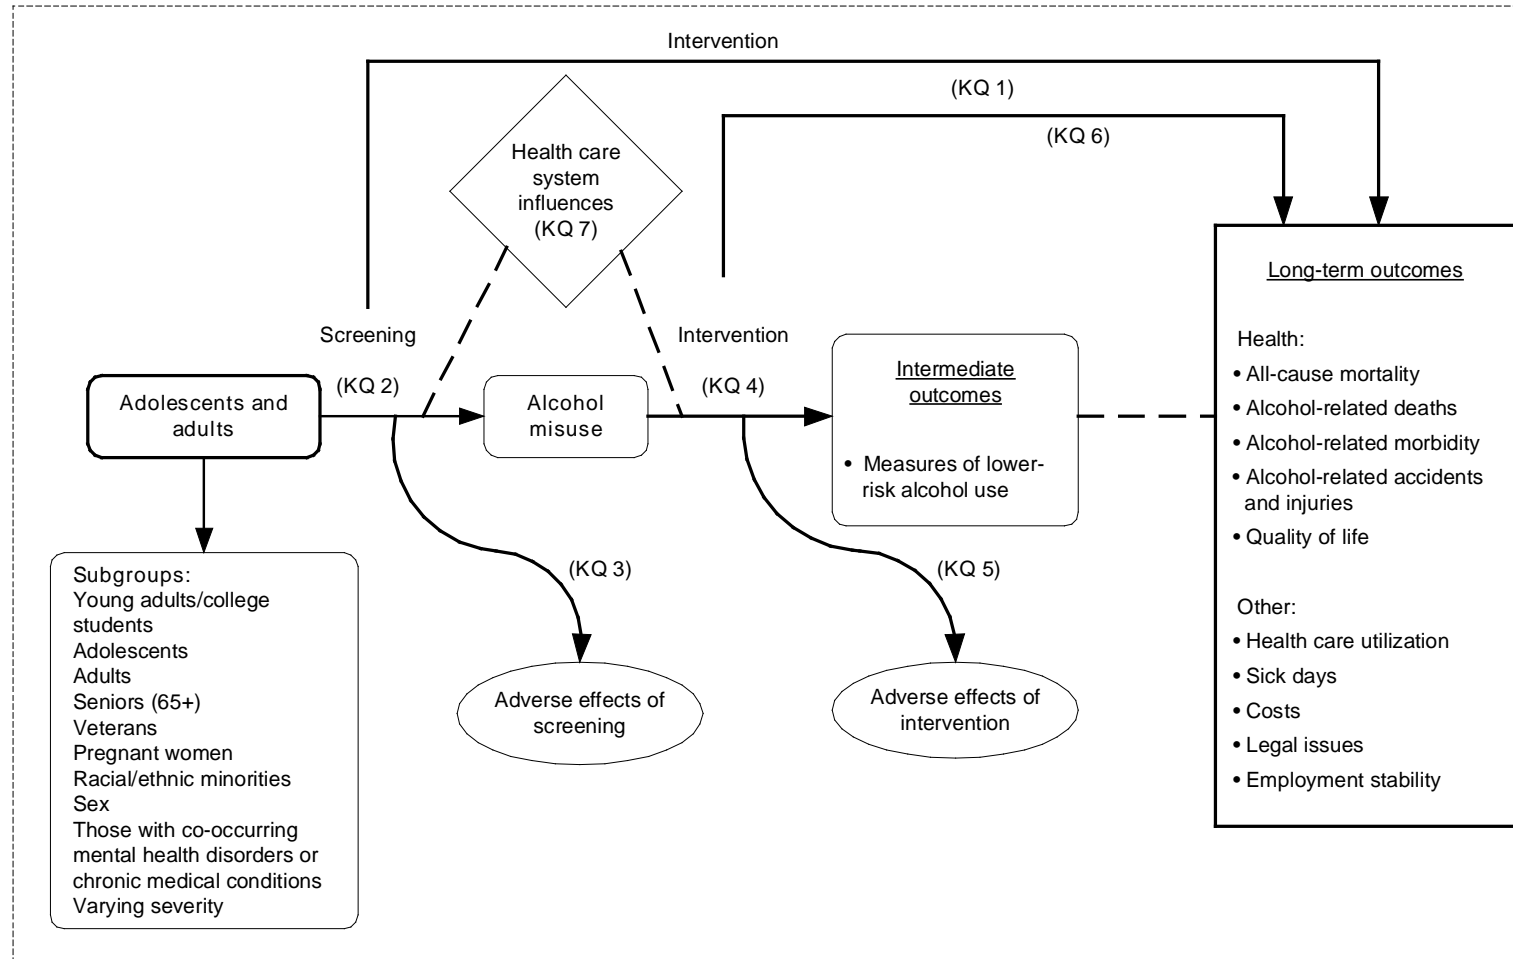 Intervention
(KQ 1)
(KQ 6)
Health care
system
influences
(KQ 7)
Screening
(KQ 2)
Intervention
(KQ 4)
Adolescents and
adults
Alcohol
misuse
Intermediate
outcomes
• Measures of lower-
risk alcohol use
Long-term outcomes
Health:
• All-cause mortality
• Alcohol-related deaths
• Alcohol-related morbidity
• Alcohol-related accidents
and injuries
• Quality of life
Other:
• Health care utilization
• Sick days
• Costs
• Legal issues
• Employment stability
(KQ 3)
(KQ 5)
Subgroups:
Young adults/college
students
Adolescents
Adults
Seniors (65+)
Veterans
Pregnant women
Racial/ethnic minorities
Sex
Those with co-occurring
mental health disorders or
chronic medical conditions
Varying severity
Adverse effects of
screening
Adverse effects of
intervention